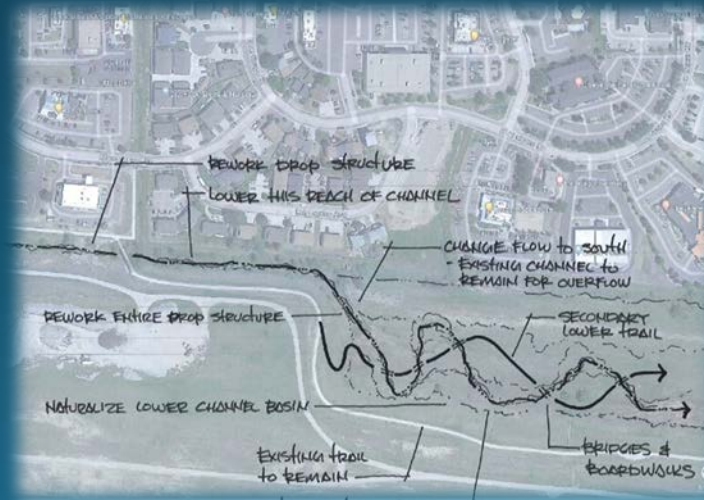 REWORK DROP STRUCTURE
LOWER THIS REACH OF CHANNEL
CHANGE FLOW TO SOUTH
- EXISTING CHANNEL TO
REMAIN FOR OVERFLOW
REWORK ENTIRE DROP STRUCTURE
SECONDARY
LOWER TRAIL
NATURALIZE LOWER CHANNEL BASIN
EXISTING TRAIL
TO REMAIN
BRIDGES &
BOARDWALKS